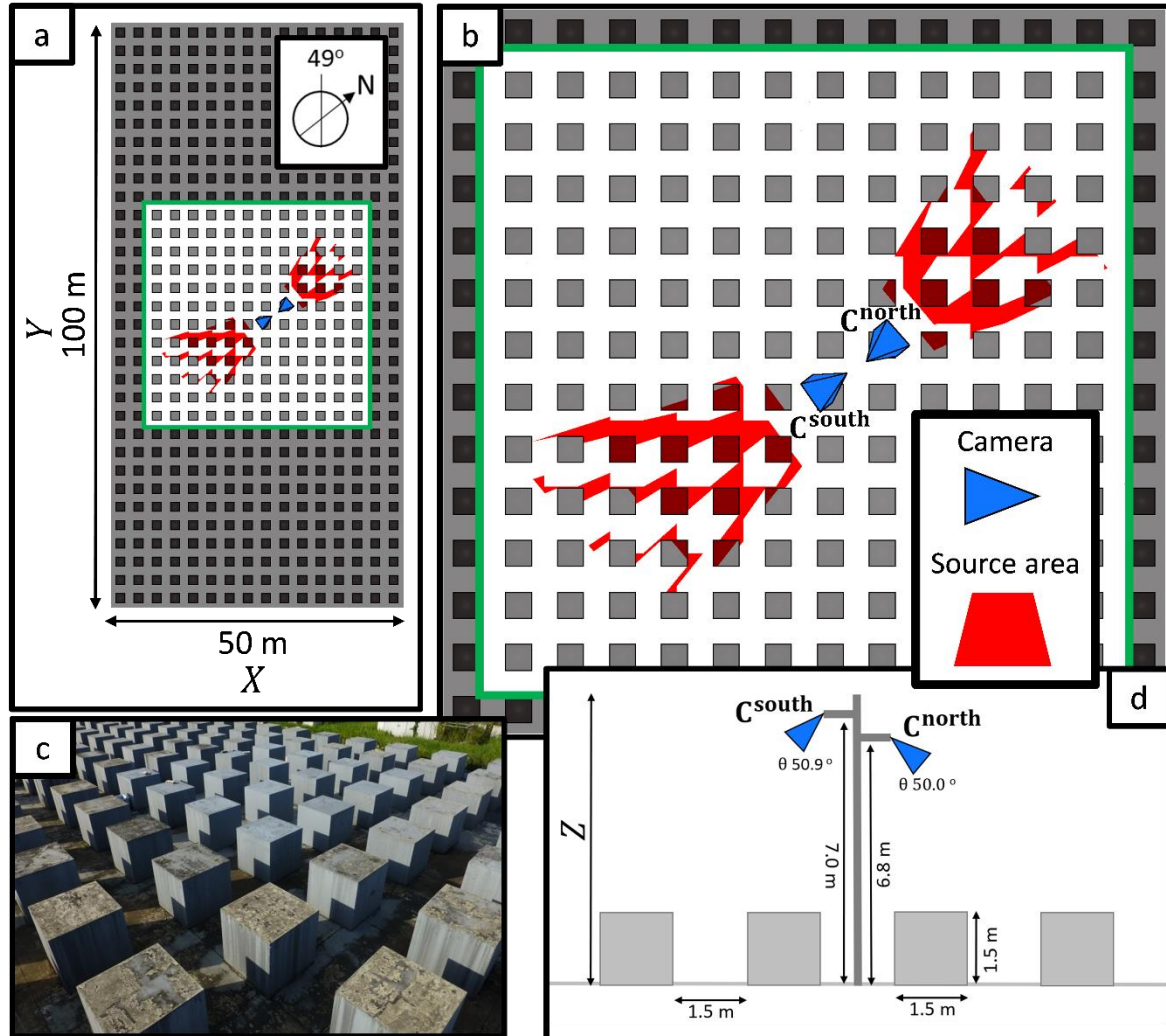 a
49°
N
Y
100 m
50 m
X
b
C^north
C^south
Camera
Source area
c
d
C^south
C^north
θ 50.9 °
θ 50.0 °
Z
7.0 m
6.8 m
1.5 m
1.5 m
1.5 m